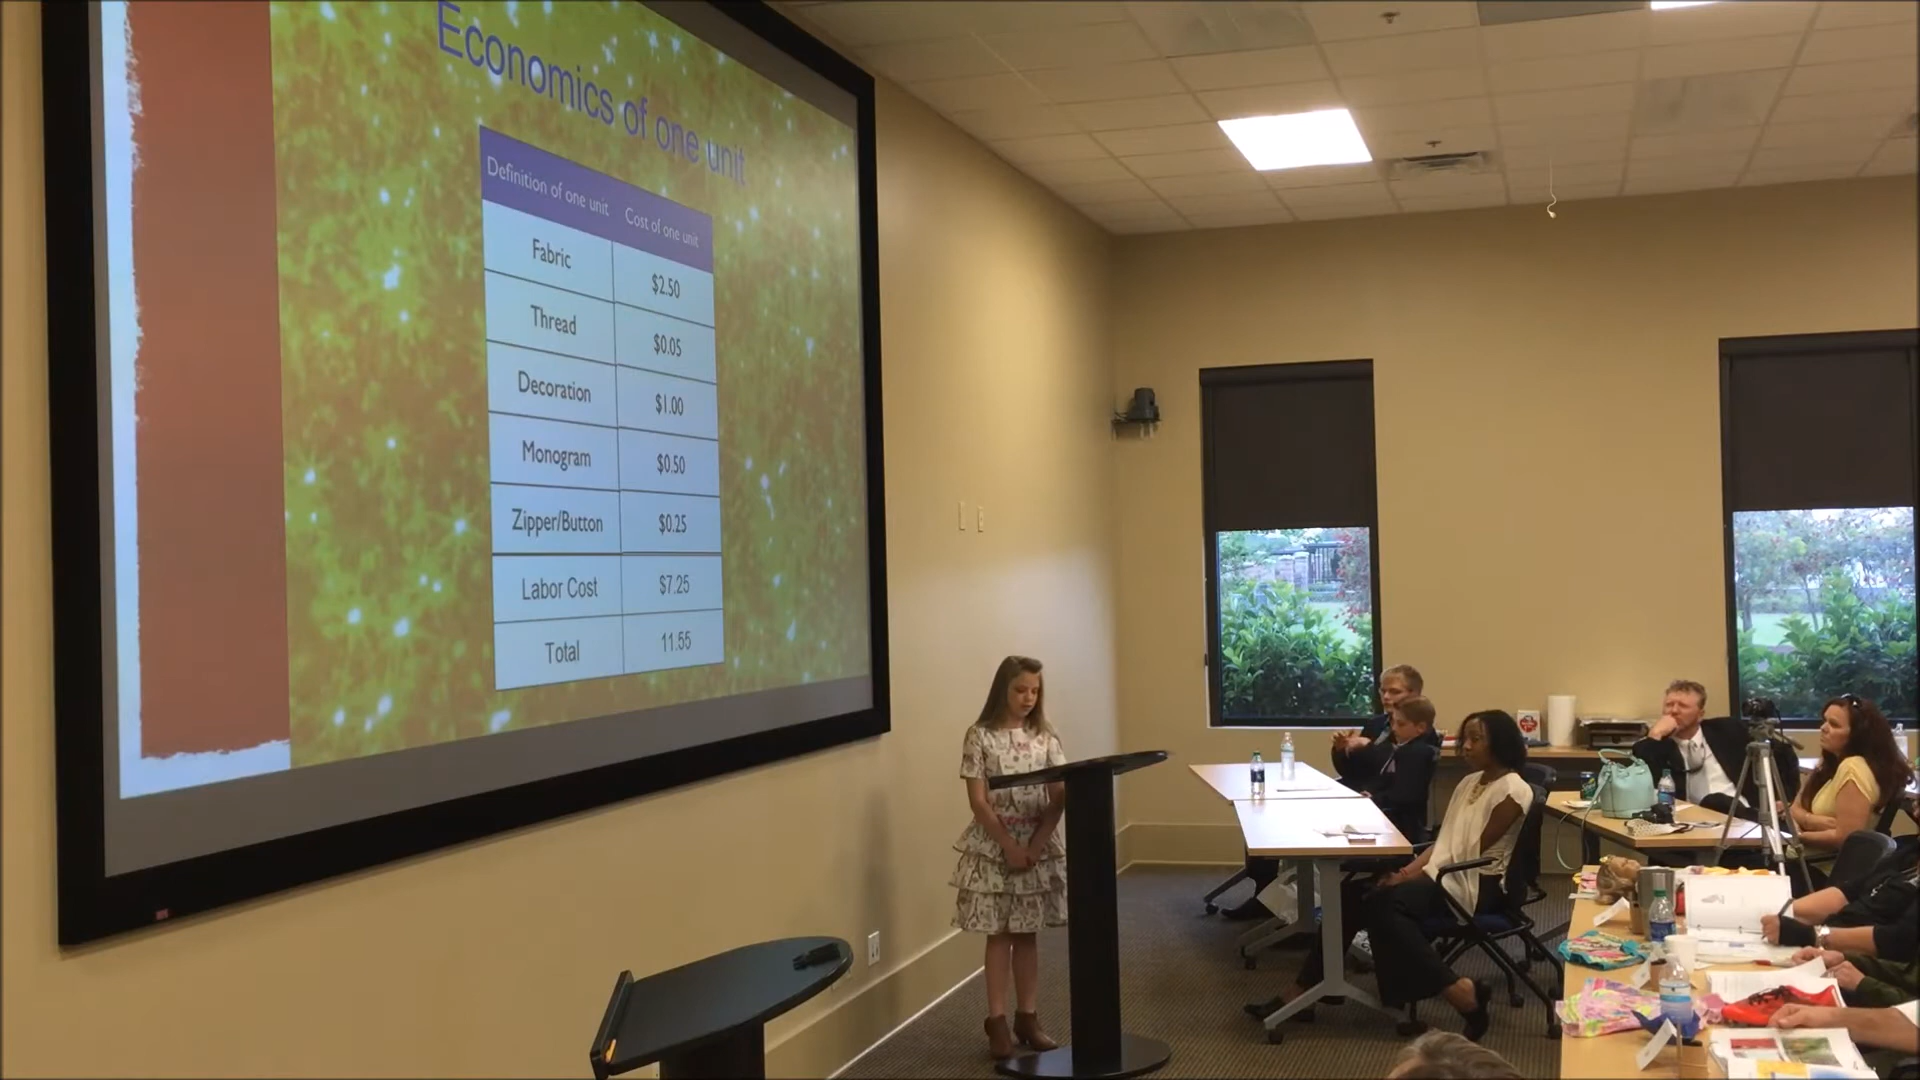 Economics of one unit
Definition of one unit Cost of one unit
Fabric $2.50
Thread $0.05
Decoration $1.00
Monogram $0.50
Zipper/Button $0.25
Labor Cost $7.25
Total 11.55